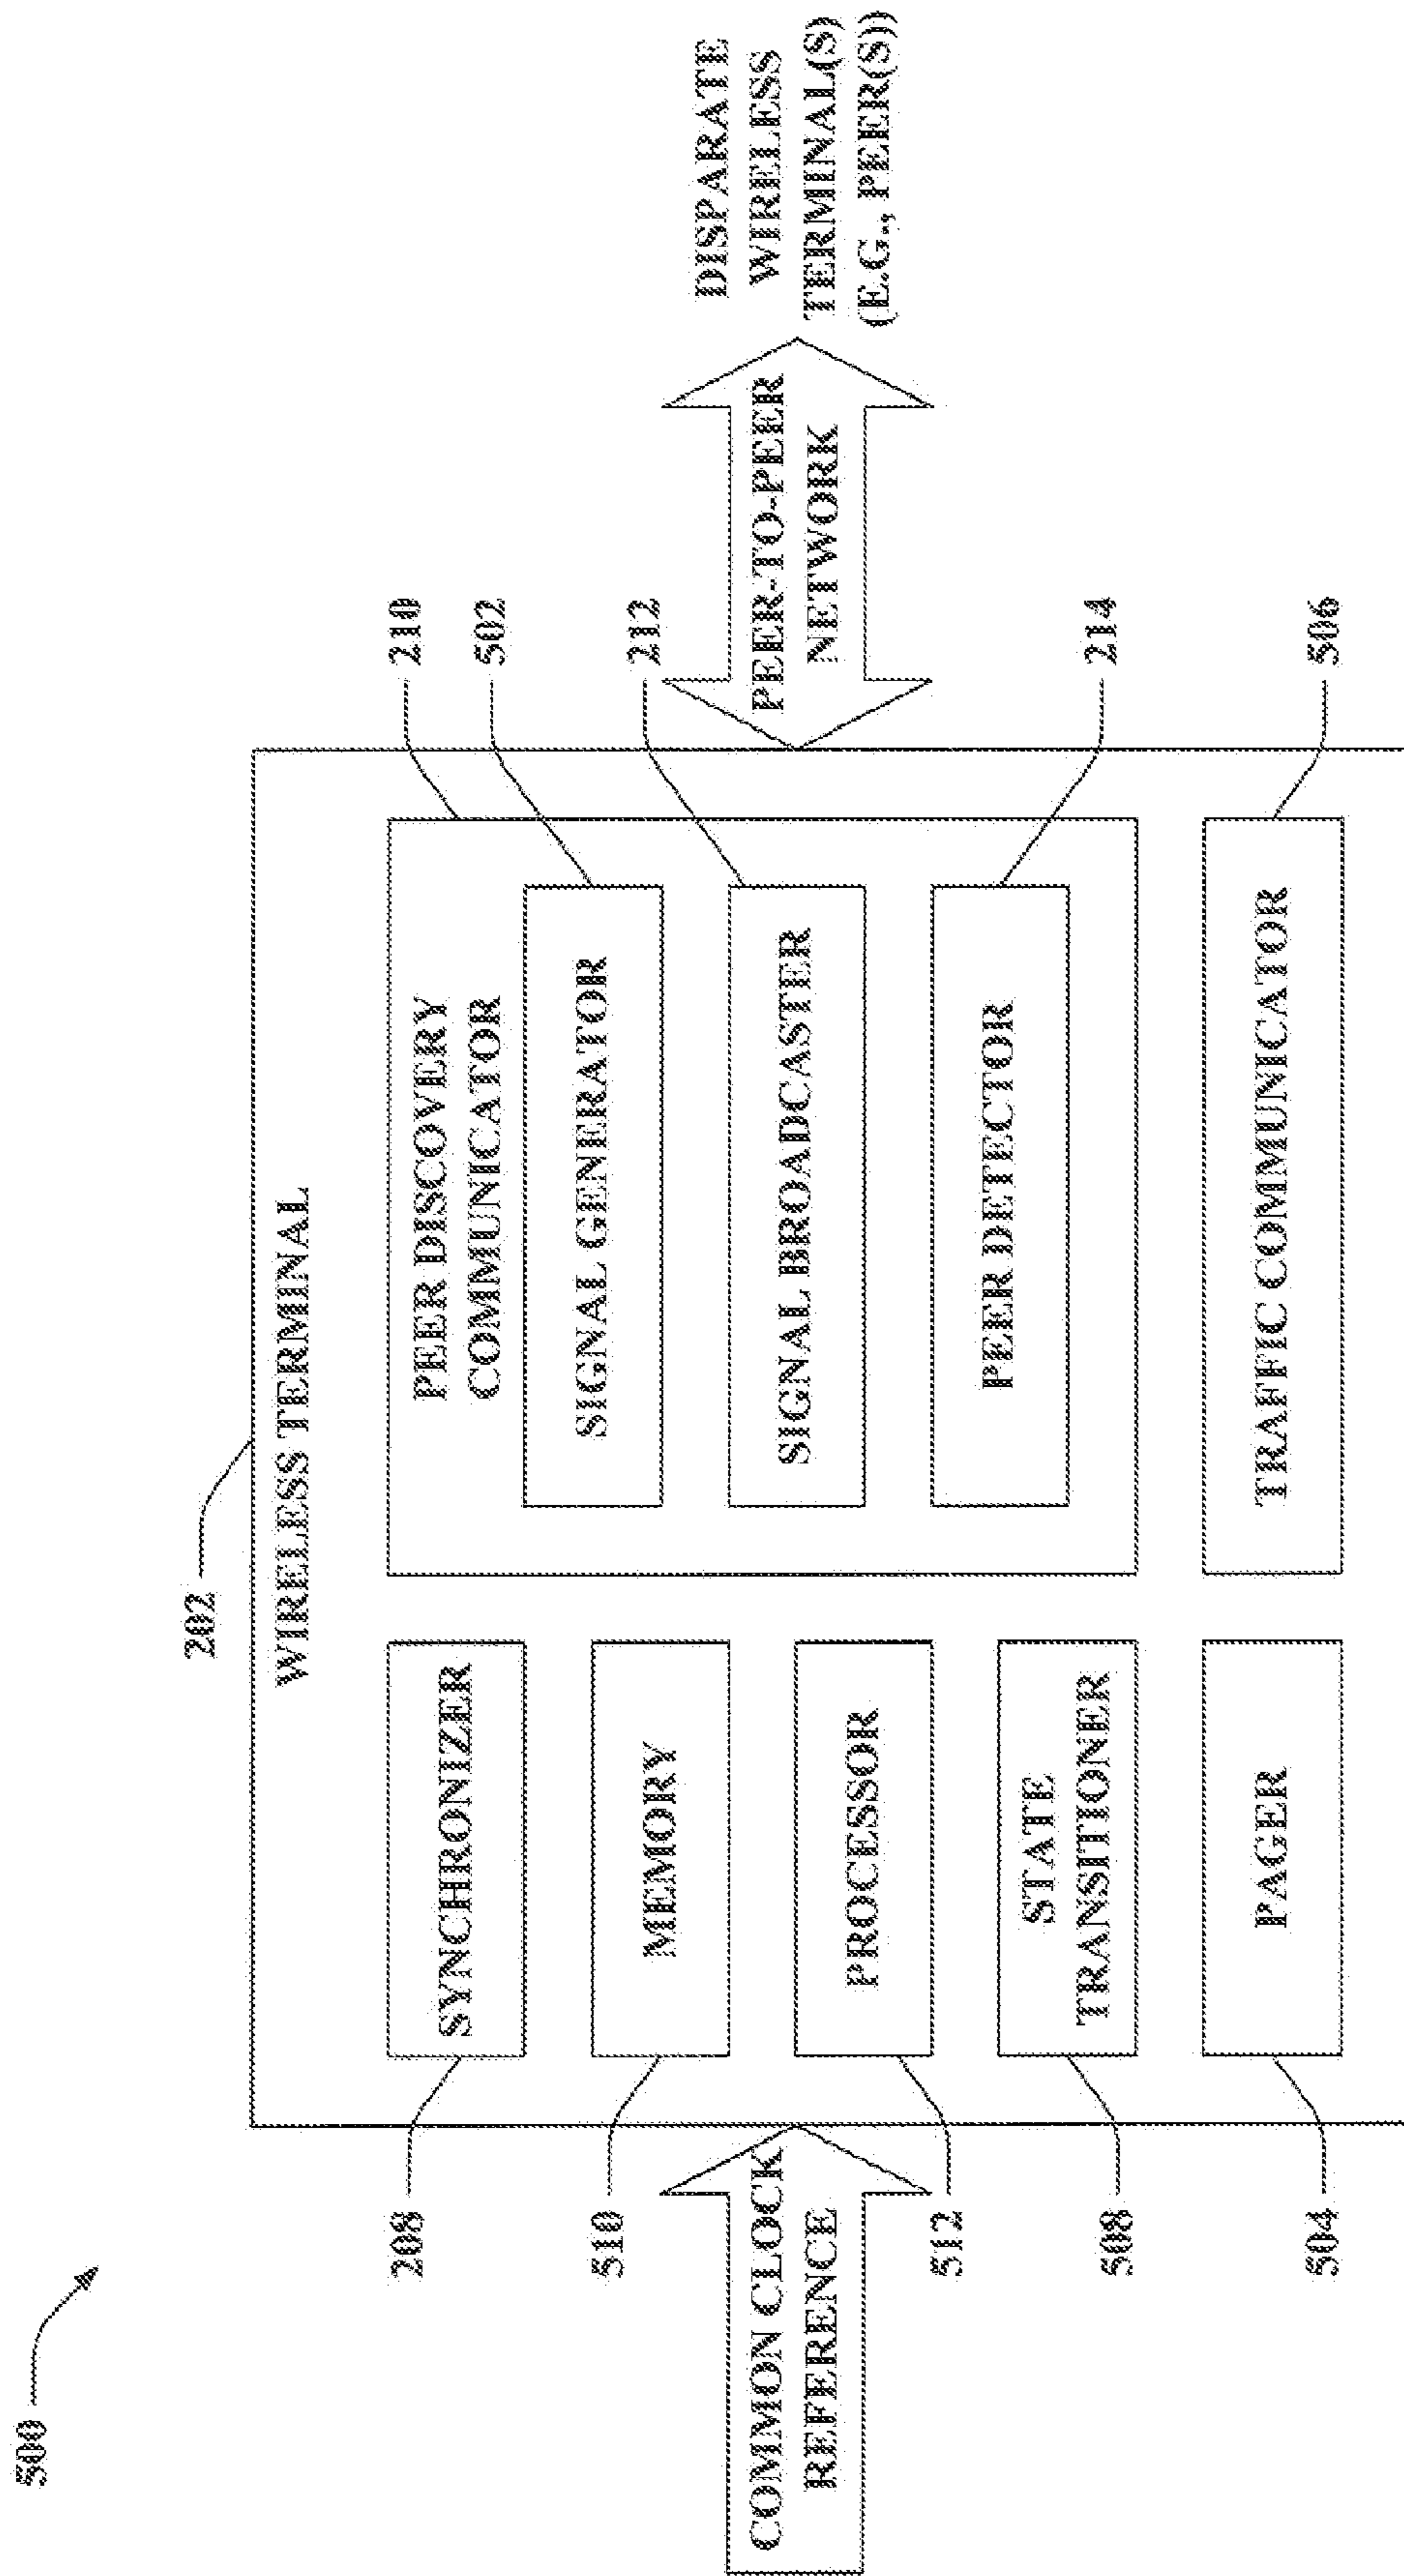 500
202
WIRELESS TERMINAL
208
SYNCHRONIZER
510
MEMORY
512
PROCESSOR
508
STATE
TRANSITIONER
504
PAGER
210
PEER DISCOVERY
COMMUNICATOR
502
SIGNAL GENERATOR
212
SIGNAL BROADCASTER
214
PEER DETECTOR
506
TRAFFIC COMMUNICATOR
COMMON CLOCK
REFERENCE
PEER-TO-PEER
NETWORK
DISPARATE
WIRELESS
TERMINAL(S)
(E.G., PEER(S))